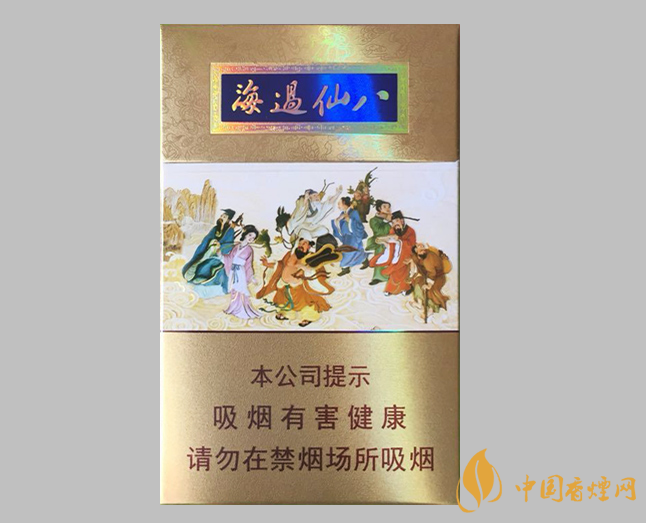 八仙過海
本公司提示
吸烟有害健康
请勿在禁烟场所吸烟
中国香烟网